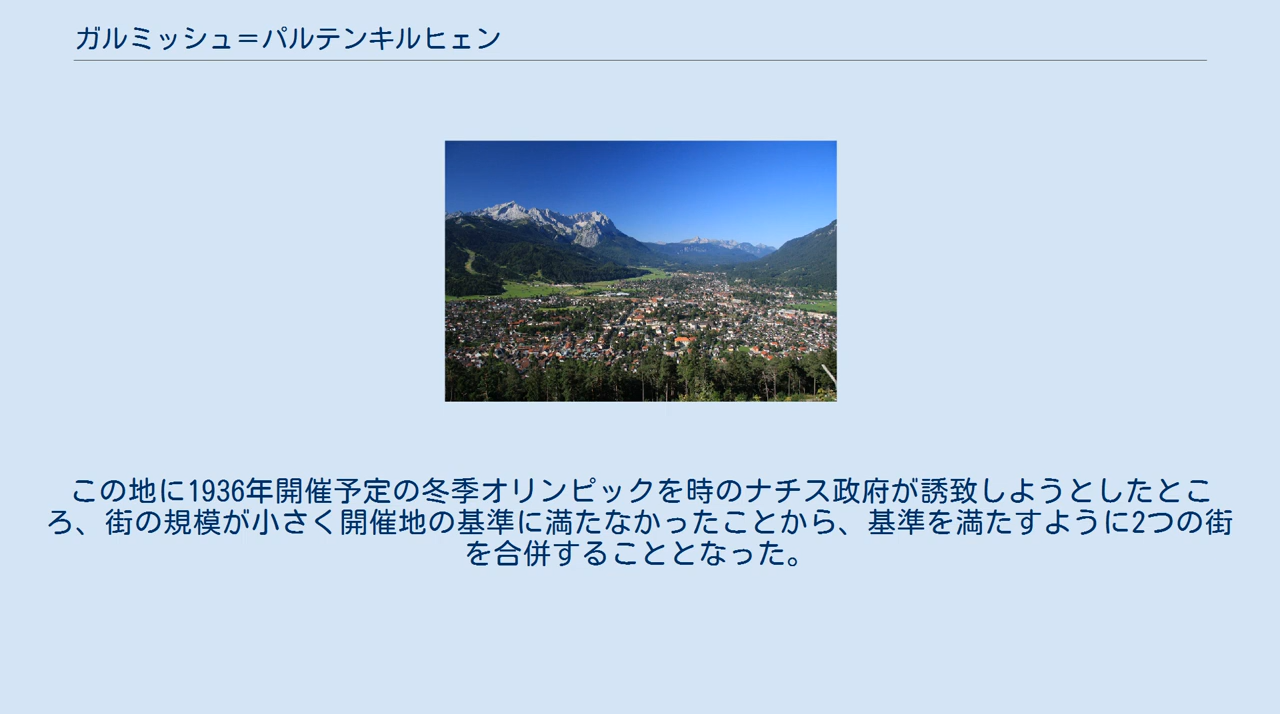 ガルミッシュ＝パルテンキルヒェン
この地に1936年開催予定の冬季オリンピックを時のナチス政府が誘致しようとしたとこ
ろ、街の規模が小さく開催地の基準に満たなかったことから、基準を満たすように2つの街
を合併することとなった。